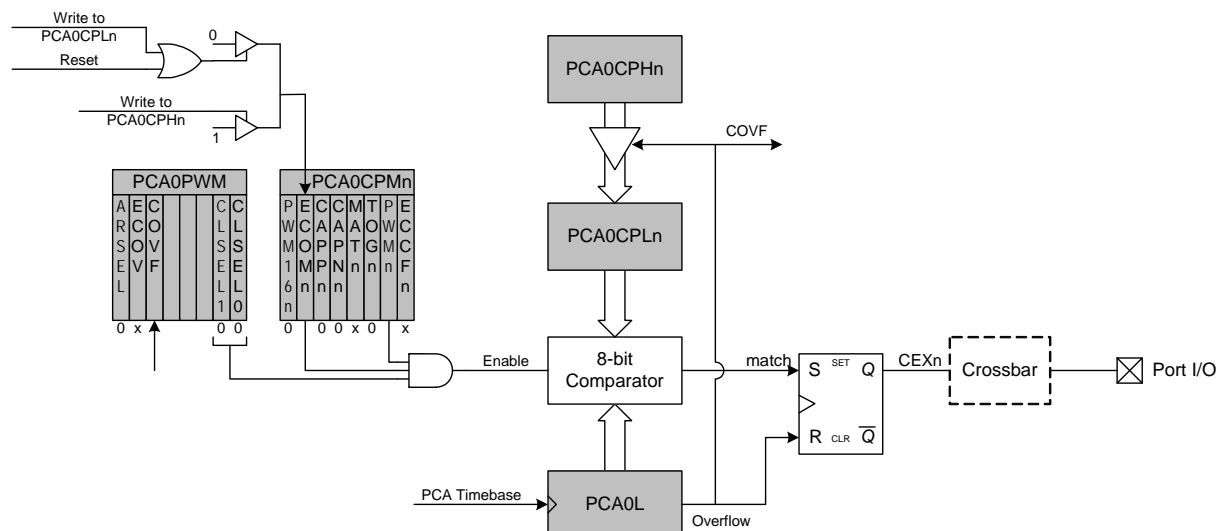 Write to
PCA0CPLn
Reset
0
Write to
PCA0CPHn
1
PCA0PWM
ARSEL
ECOV
COVF
CLSEL1
CLSEL0
0 x 0 0
PCA0CPMn
PWM16n
ECOMn
CAPPn
CAPNn
MATn
TOGn
PWMn
ECCFn
0 0 0 x 0 x
Enable
PCA0CPHn
COVF
PCA0CPLn
8-bit
Comparator
match
PCA Timebase
PCA0L
Overflow
S SET Q
R CLR Q
CEXn
Crossbar
Port I/O